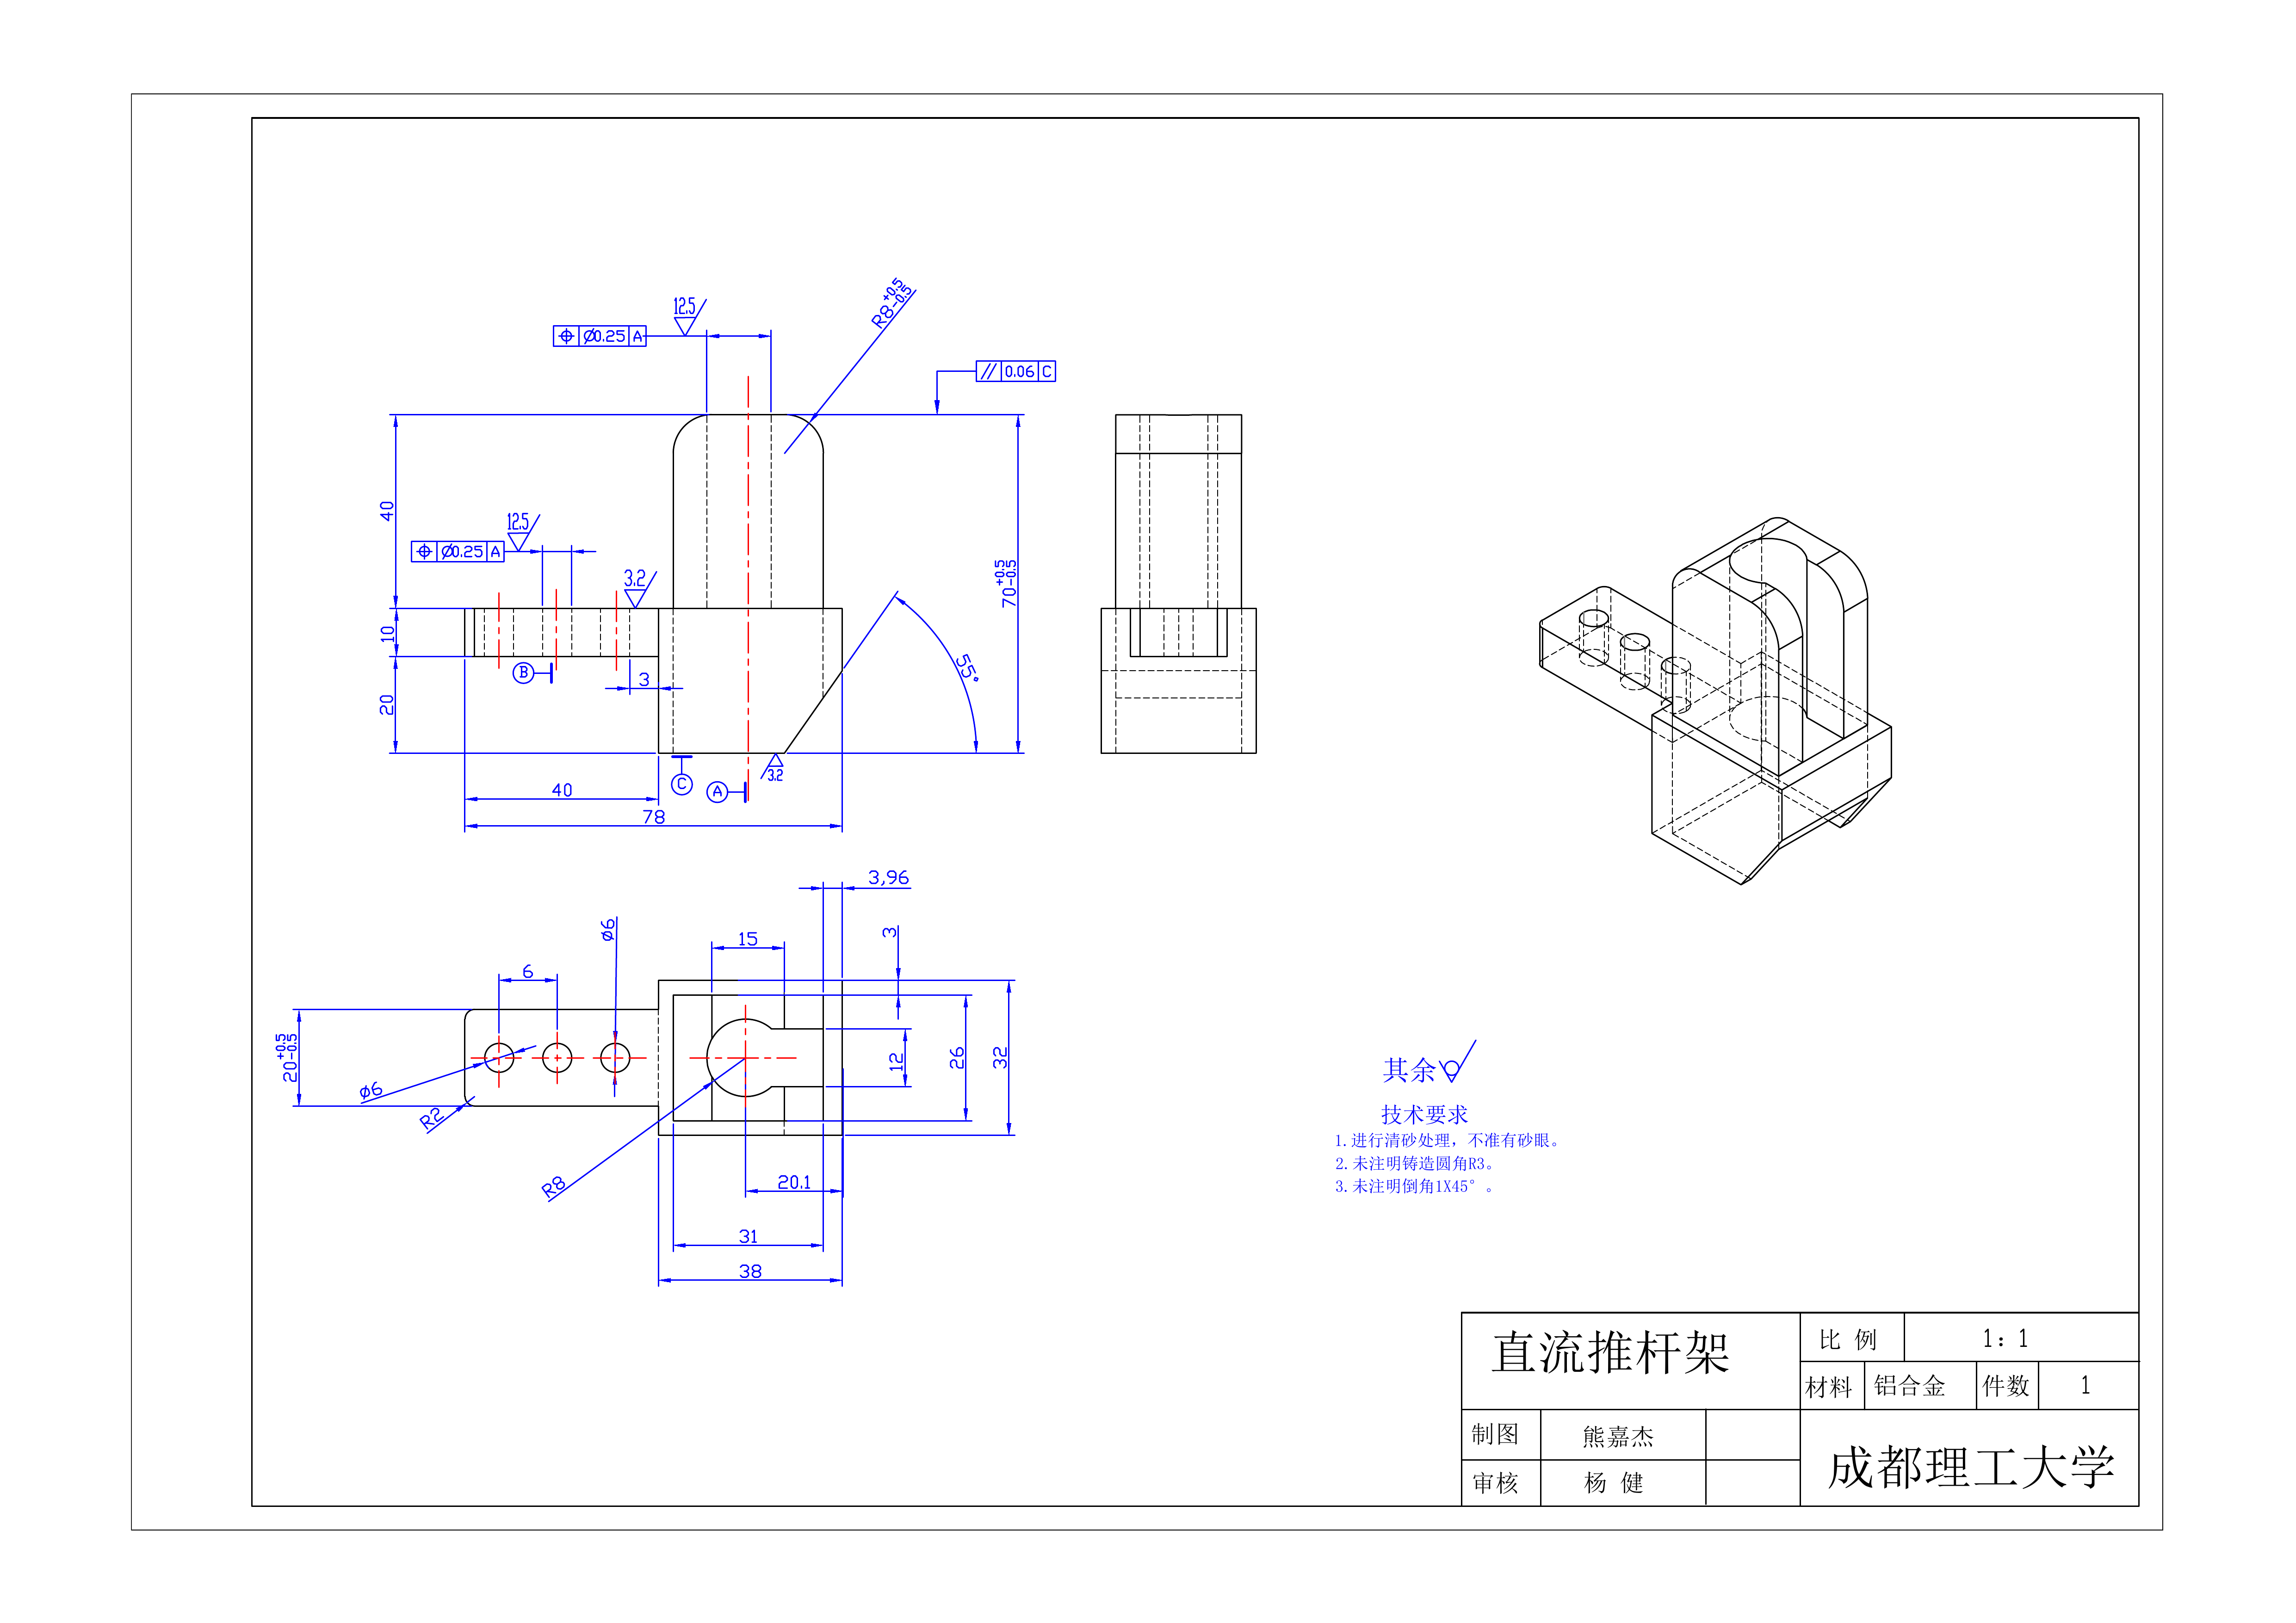 12.5
⌖ Ø0.25 A
R8+0.5-0.5
// 0.06 C
40
12.5
⌖ Ø0.25 A
3.2
70+0.5-0.5
10
B
3
55°
20
3.2
C
A
40
78
3,96
ø6
15
3
6
20+0.5-0.5
12
26
32
ø6
R2
R8
20.1
31
38
其余
技术要求
1.进行清砂处理，不准有砂眼。
2.未注明铸造圆角R3。
3.未注明倒角1X45°。
直流推杆架
比 例
1：1
材料
铝合金
件数
1
制图
熊嘉杰
审核
杨 健
成都理工大学